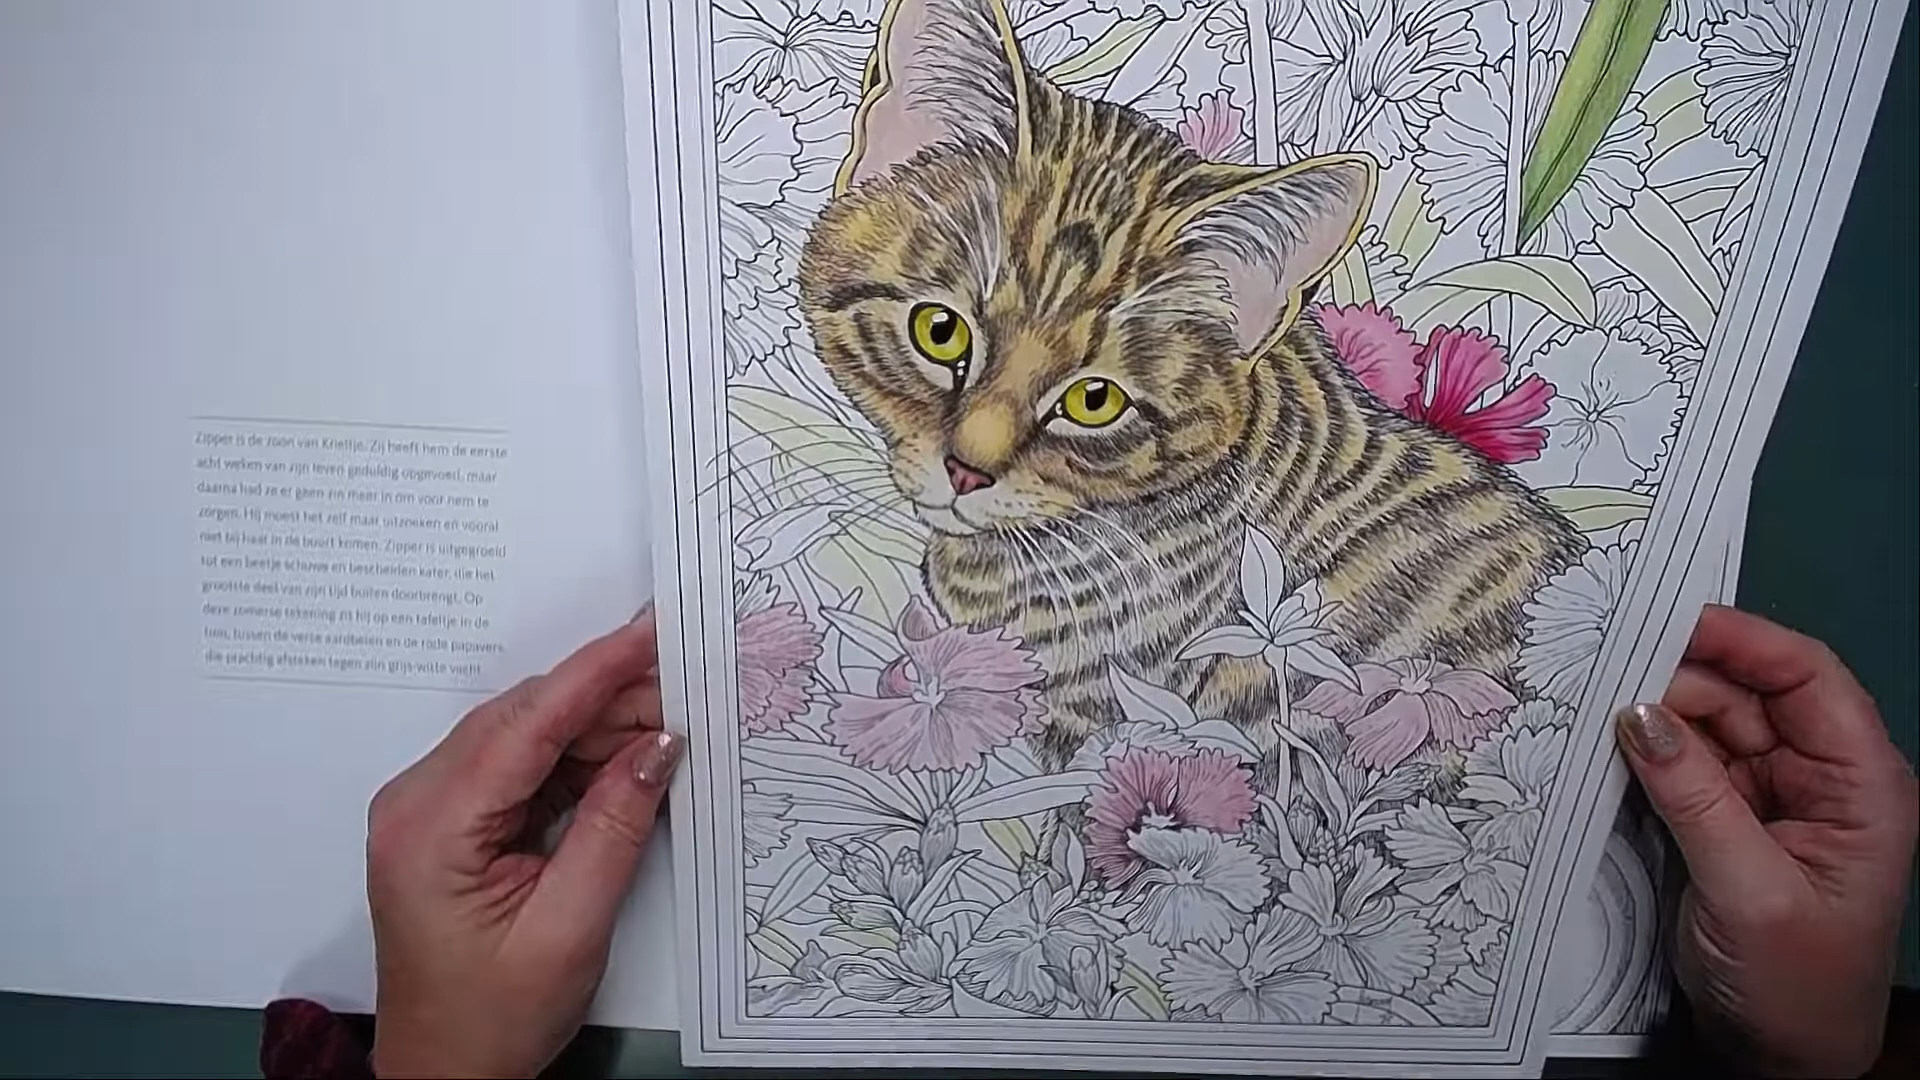 Zipper is de zoon van Krieltje. Zij heeft hem de eerste
acht weken van zijn leven geduldig opgevoed, maar
daarna had ze er geen zin meer in om voor hem te
zorgen. Hij moest het zelf maar uitzoeken en vooral
niet bij haar in de buurt komen. Zipper is uitgegroeid
tot een beetje schuwe en bescheiden kater, die het
grootste deel van zijn tijd buiten doorbrengt. Op
deze zomerse tekening zit hij op een tafeltje in de
tuin, tussen de verse aardbeien en de rode papavers,
die prachtig afsteken tegen zijn grijs-witte vacht.